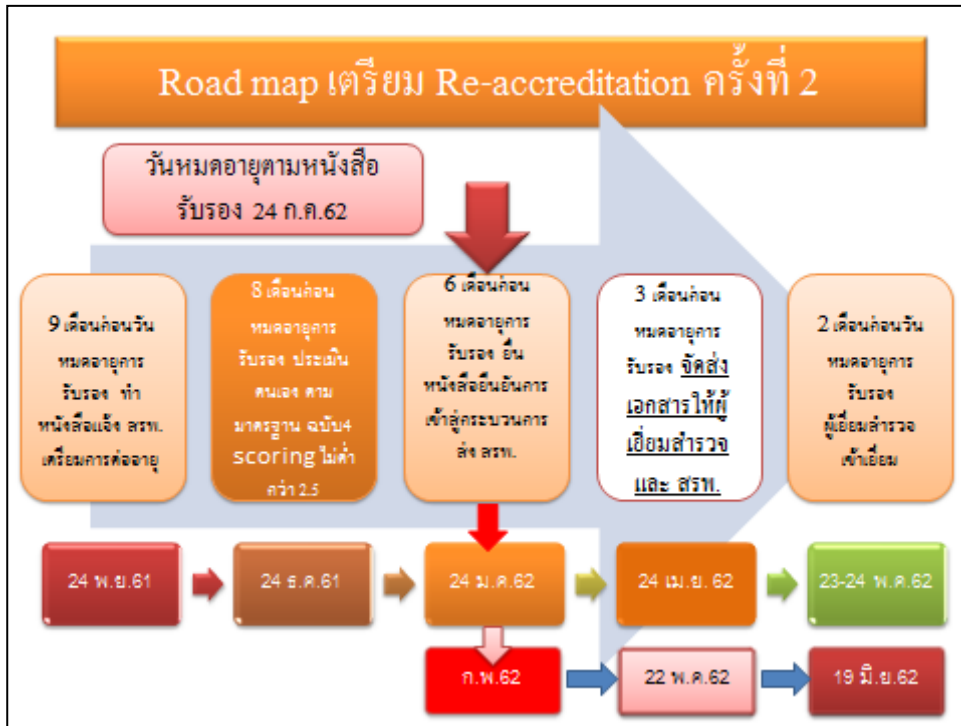 Road map เตรียม Re-accreditation ครั้งที่ 2
วันหมดอายุตามหนังสือ
รับรอง 24 ก.ค.62
9 เดือนก่อนวัน
หมดอายุการ
รับรอง ทำ
หนังสือแจ้ง สรพ.
เตรียมการต่ออายุ
8 เดือนก่อน
หมดอายุการ
รับรอง ประเมิน
ตนเอง ตาม
มาตรฐาน ฉบับ4
scoring ไม่ต่ำ
กว่า 2.5
6 เดือนก่อน
หมดอายุการ
รับรอง ยื่น
หนังสือยืนยันการ
เข้าสู่กระบวนการ
ส่ง สรพ.
3 เดือนก่อน
หมดอายุการ
รับรอง จัดส่ง
เอกสารให้ผู้
เยี่ยมสำรวจ
และ สรพ.
2 เดือนก่อนวัน
หมดอายุการ
รับรอง
ผู้เยี่ยมสำรวจ
เข้าเยี่ยม
24 พ.ย.61
24 ธ.ค.61
24 ม.ค.62
24 เม.ย. 62
23-24 พ.ค.62
ก.พ.62
22 พ.ค.62
19 มิ.ย.62